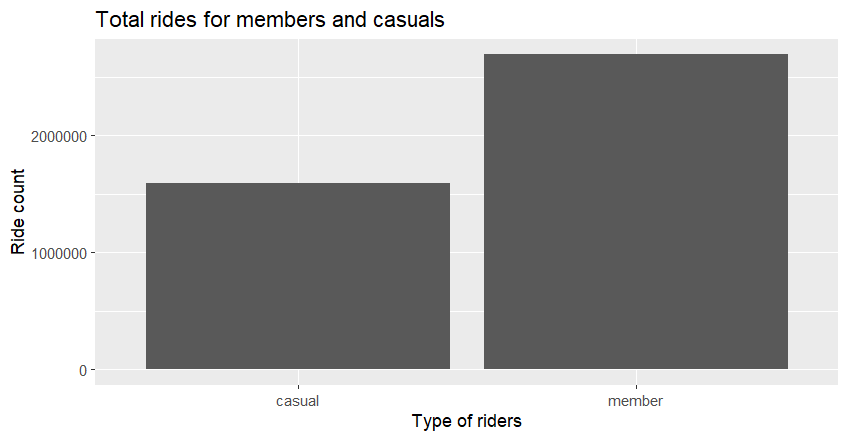 Total rides for members and casuals
Ride count
2000000
1000000
0
casual member
Type of riders